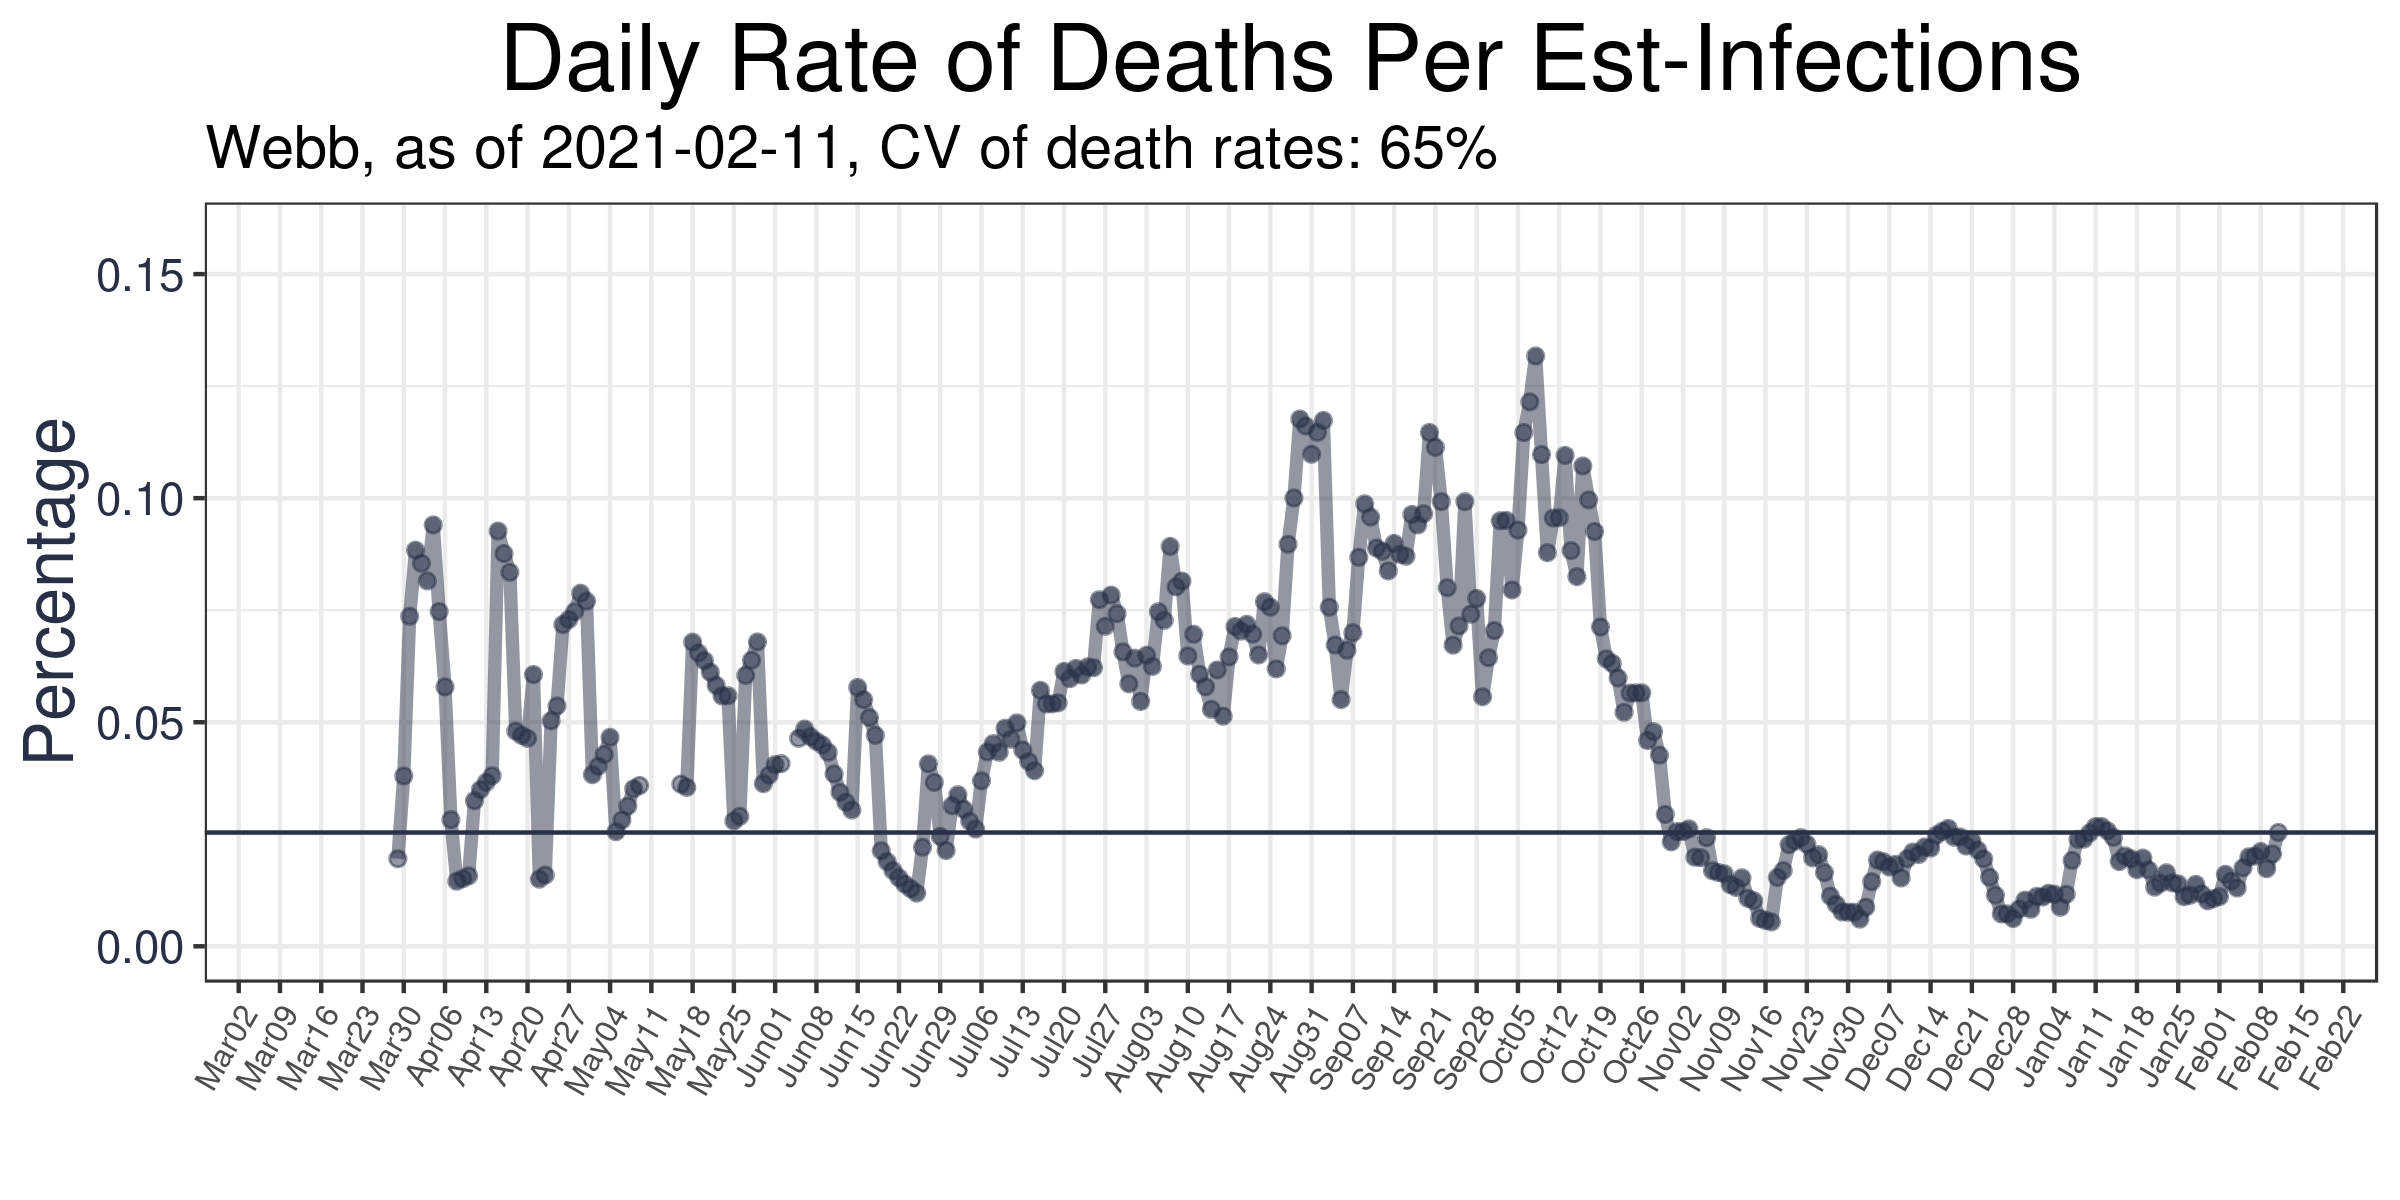 Daily Rate of Deaths Per Est-Infections
Webb, as of 2021-02-11, CV of death rates: 65%
Percentage
0.15
0.10
0.05
0.00
Mar02
Mar09
Mar16
Mar23
Mar30
Apr06
Apr13
Apr20
Apr27
May04
May11
May18
May25
Jun01
Jun08
Jun15
Jun22
Jun29
Jul06
Jul13
Jul20
Jul27
Aug03
Aug10
Aug17
Aug24
Aug31
Sep07
Sep14
Sep21
Sep28
Oct05
Oct12
Oct19
Oct26
Nov02
Nov09
Nov16
Nov23
Nov30
Dec07
Dec14
Dec21
Dec28
Jan04
Jan11
Jan18
Jan25
Feb01
Feb08
Feb15
Feb22